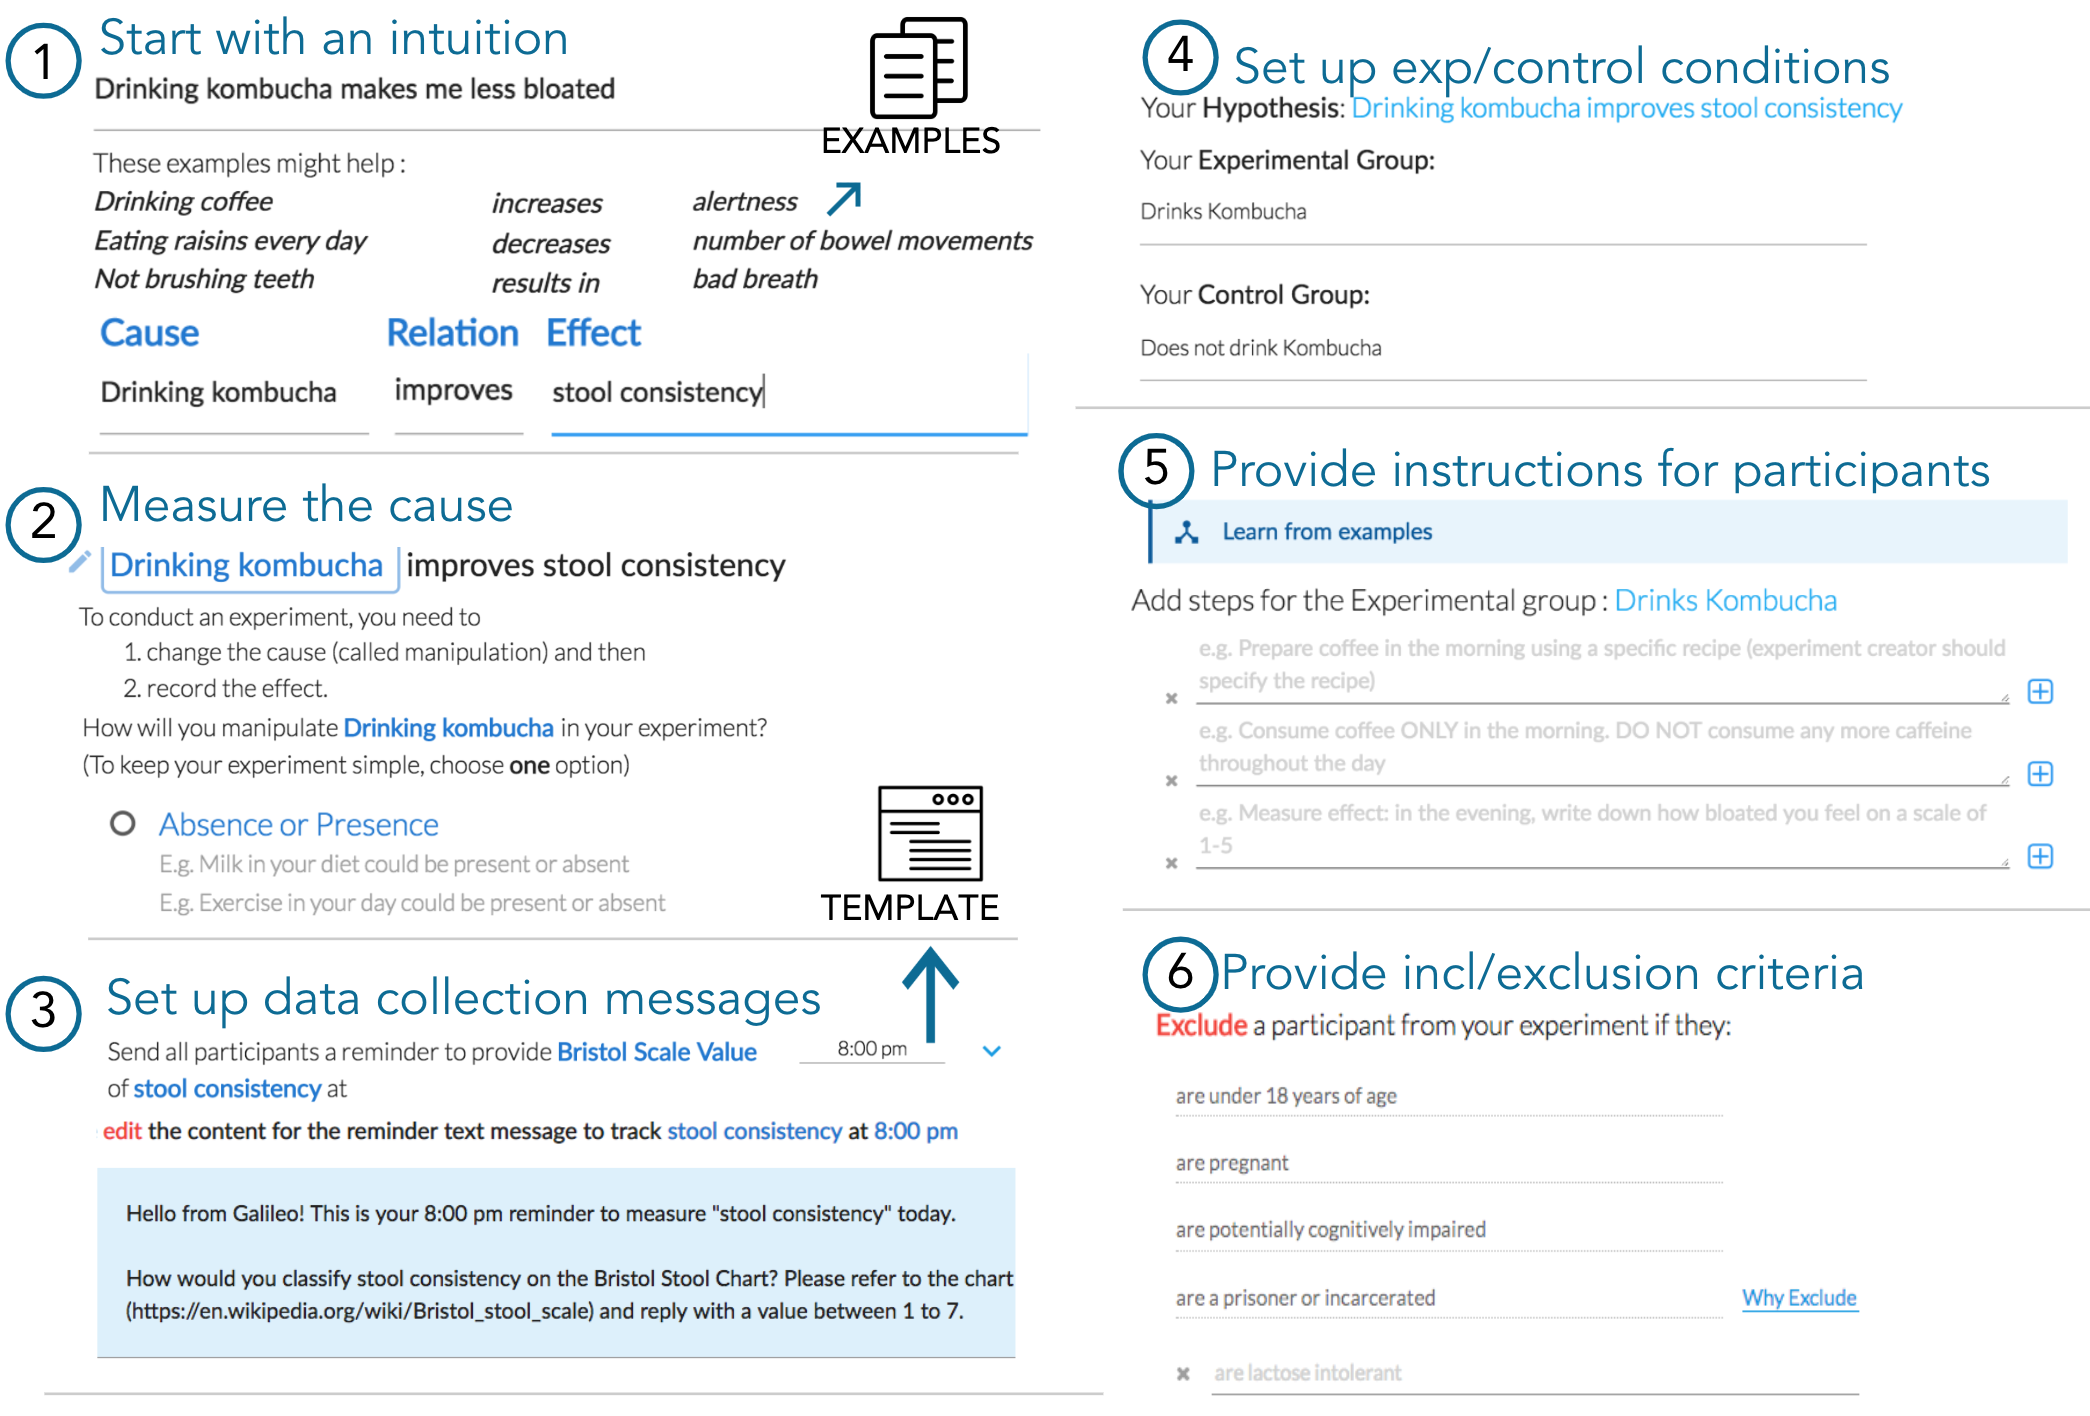 1 Start with an intuition
Drinking kombucha makes me less bloated
EXAMPLES
These examples might help :
Drinking coffee increases alertness
Eating raisins every day decreases number of bowel movements
Not brushing teeth results in bad breath
Cause Relation Effect
Drinking kombucha improves stool consistency
2 Measure the cause
Drinking kombucha improves stool consistency
To conduct an experiment, you need to
1. change the cause (called manipulation) and then
2. record the effect.
How will you manipulate Drinking kombucha in your experiment?
(To keep your experiment simple, choose one option)
Absence or Presence
E.g. Milk in your diet could be present or absent
E.g. Exercise in your day could be present or absent
TEMPLATE
3 Set up data collection messages
Send all participants a reminder to provide Bristol Scale Value 8:00 pm
of stool consistency at
edit the content for the reminder text message to track stool consistency at 8:00 pm
Hello from Galileo! This is your 8:00 pm reminder to measure "stool consistency" today.
How would you classify stool consistency on the Bristol Stool Chart? Please refer to the chart
(https://en.wikipedia.org/wiki/Bristol_stool_scale) and reply with a value between 1 to 7.
4 Set up exp/control conditions
Your Hypothesis: Drinking kombucha improves stool consistency
Your Experimental Group:
Drinks Kombucha
Your Control Group:
Does not drink Kombucha
5 Provide instructions for participants
Learn from examples
Add steps for the Experimental group : Drinks Kombucha
e.g. Prepare coffee in the morning using a specific recipe (experiment creator should
specify the recipe)
e.g. Consume coffee ONLY in the morning. DO NOT consume any more caffeine
throughout the day
e.g. Measure effect: in the evening, write down how bloated you feel on a scale of
1-5
6 Provide incl/exclusion criteria
Exclude a participant from your experiment if they:
are under 18 years of age
are pregnant
are potentially cognitively impaired
are a prisoner or incarcerated Why Exclude
are lactose intolerant